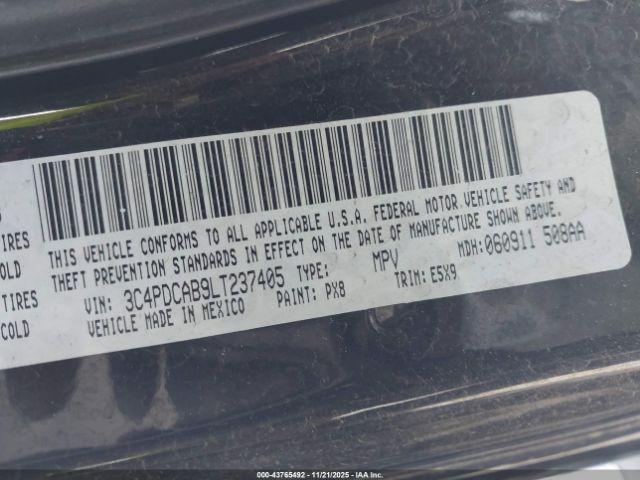 IRES
COLD
TIRES
COLD
THIS VEHICLE CONFORMS TO ALL APPLICABLE U.S.A. FEDERAL MOTOR VEHICLE SAFETY AND
THEFT PREVENTION STANDARDS IN EFFECT ON THE DATE OF MANUFACTURE SHOWN ABOVE.
VIN: 3C4PDCAB9LT237405 TYPE: MPV MDH:060911 508AA
VEHICLE MADE IN MEXICO PAINT: PX8 TRIM: E5X9
000-43765492 - 11/21/2025 - IAA Inc.